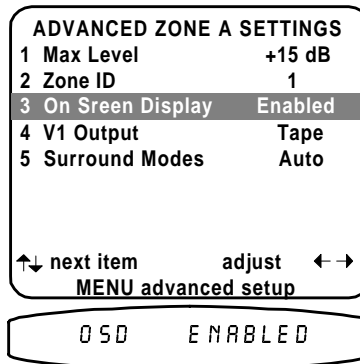 ADVANCED ZONE A SETTINGS
1 Max Level +15 dB
2 Zone ID 1
3 On Sreen Display Enabled
4 V1 Output Tape
5 Surround Modes Auto
↑↓ next item adjust ←→
MENU advanced setup
OSD ENABLED